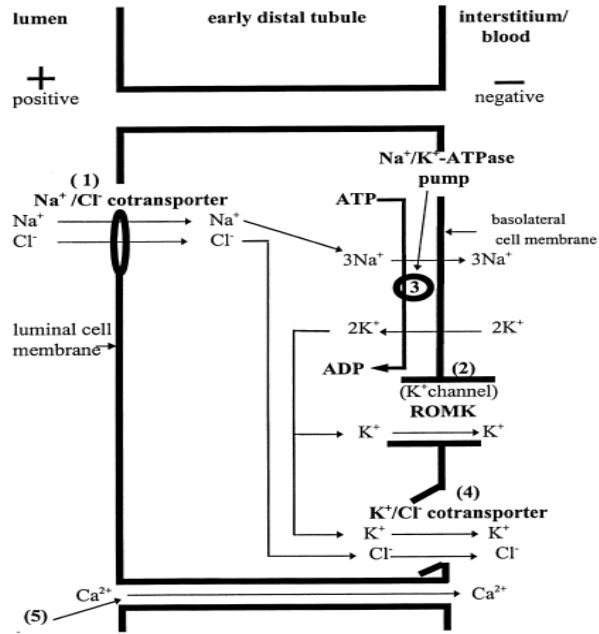 lumen early distal tubule interstitium/
blood
+ −
positive negative
(1)
Na⁺/Cl⁻ cotransporter
Na⁺ Na⁺
Cl⁻ Cl⁻
Na⁺/K⁺-ATPase
pump
ATP
basolateral
cell membrane
3Na⁺ 3Na⁺
3
luminal cell
membrane
2K⁺ 2K⁺
ADP
(2)
(K⁺channel)
ROMK
K⁺ K⁺
(4)
K⁺/Cl⁻ cotransporter
K⁺ K⁺
Cl⁻ Cl⁻
Ca²⁺ Ca²⁺
(5)